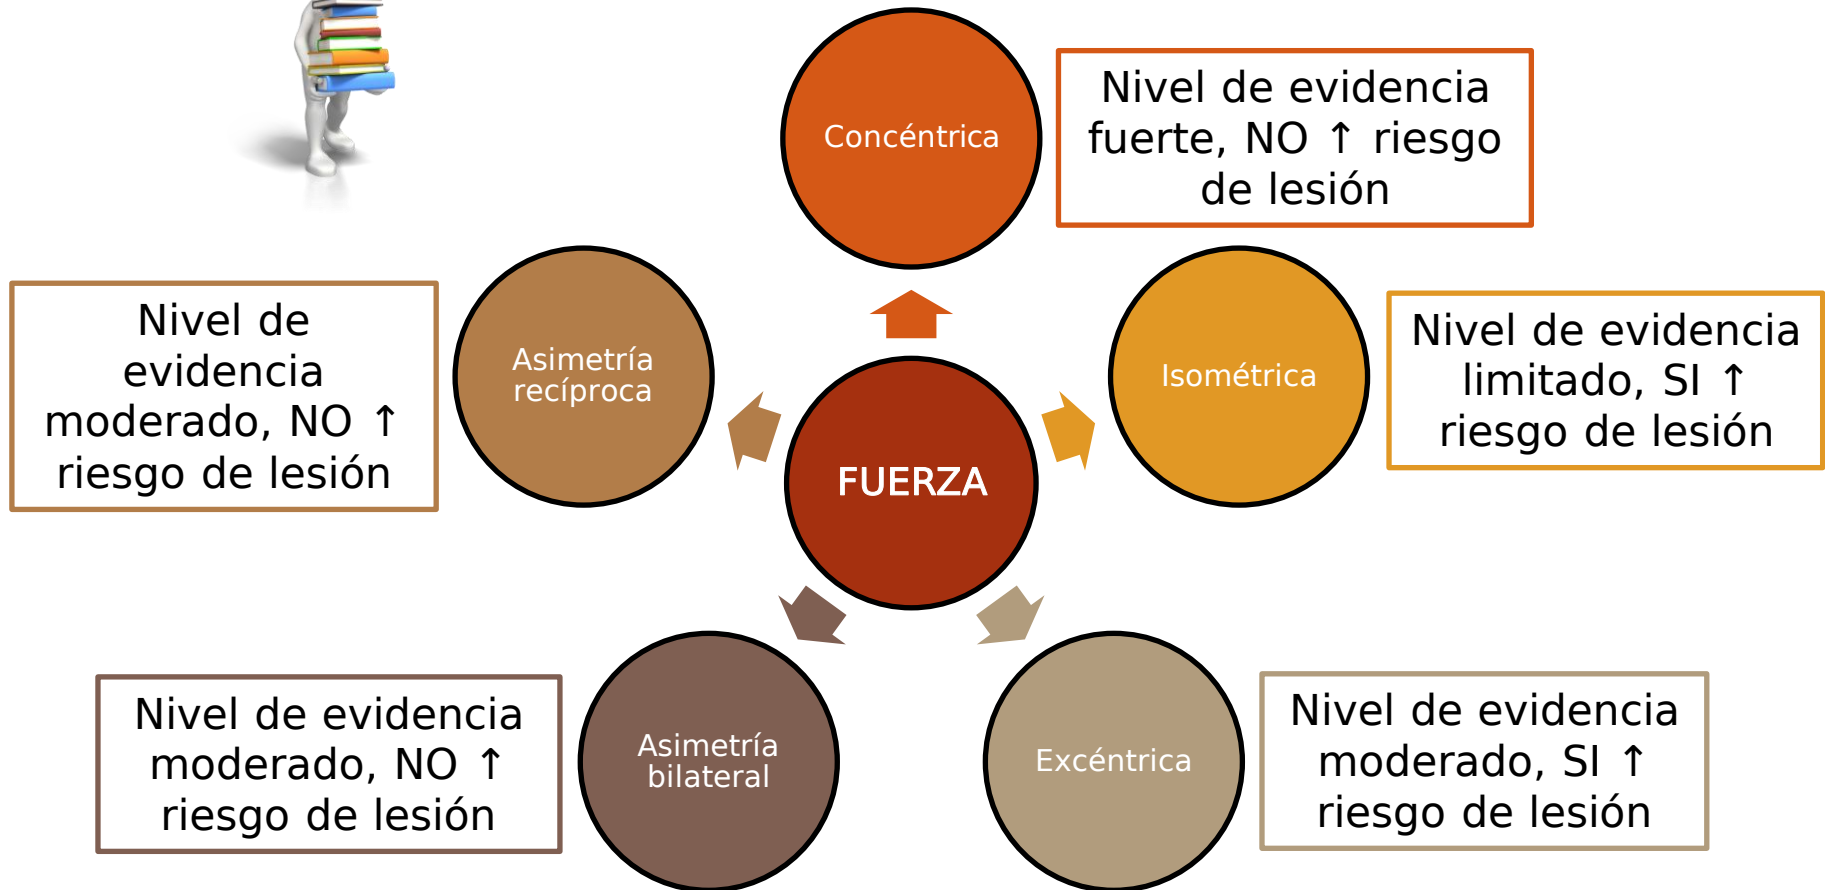 Concéntrica
Nivel de evidencia
fuerte, NO ↑ riesgo
de lesión
Isométrica
Nivel de evidencia
limitado, SI ↑
riesgo de lesión
Excéntrica
Nivel de evidencia
moderado, SI ↑
riesgo de lesión
Asimetría
bilateral
Nivel de evidencia
moderado, NO ↑
riesgo de lesión
Asimetría
recíproca
Nivel de
evidencia
moderado, NO ↑
riesgo de lesión
FUERZA